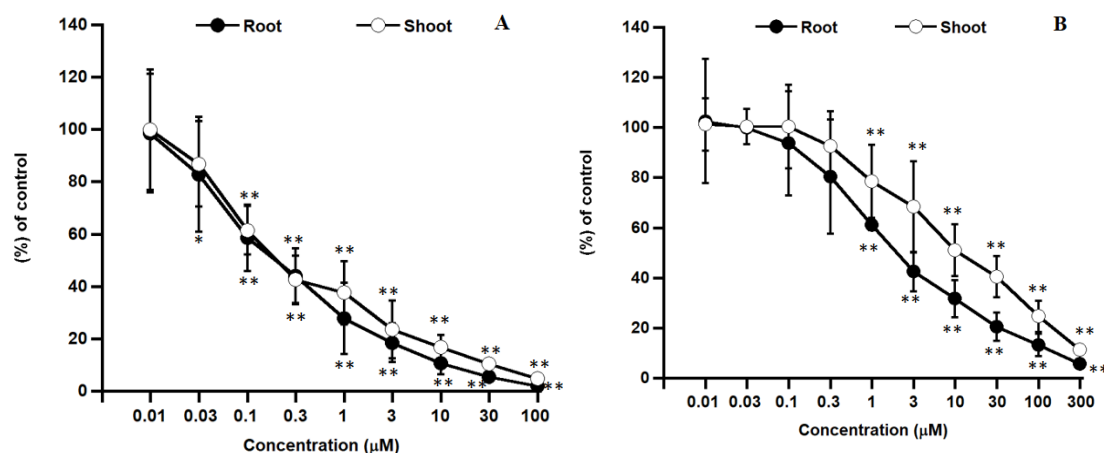 Root Shoot A
(%) of control
140
120
100
80
60
40
20
0
** ** ** ** ** ** **
* ** ** ** ** ** ** **
0.01 0.03 0.1 0.3 1 3 10 30 100
Concentration (μM)
Root Shoot B
(%) of control
140
120
100
80
60
40
20
0
** ** ** ** ** **
** ** ** ** ** **
0.01 0.03 0.1 0.3 1 3 10 30 100 300
Concentration (μM)